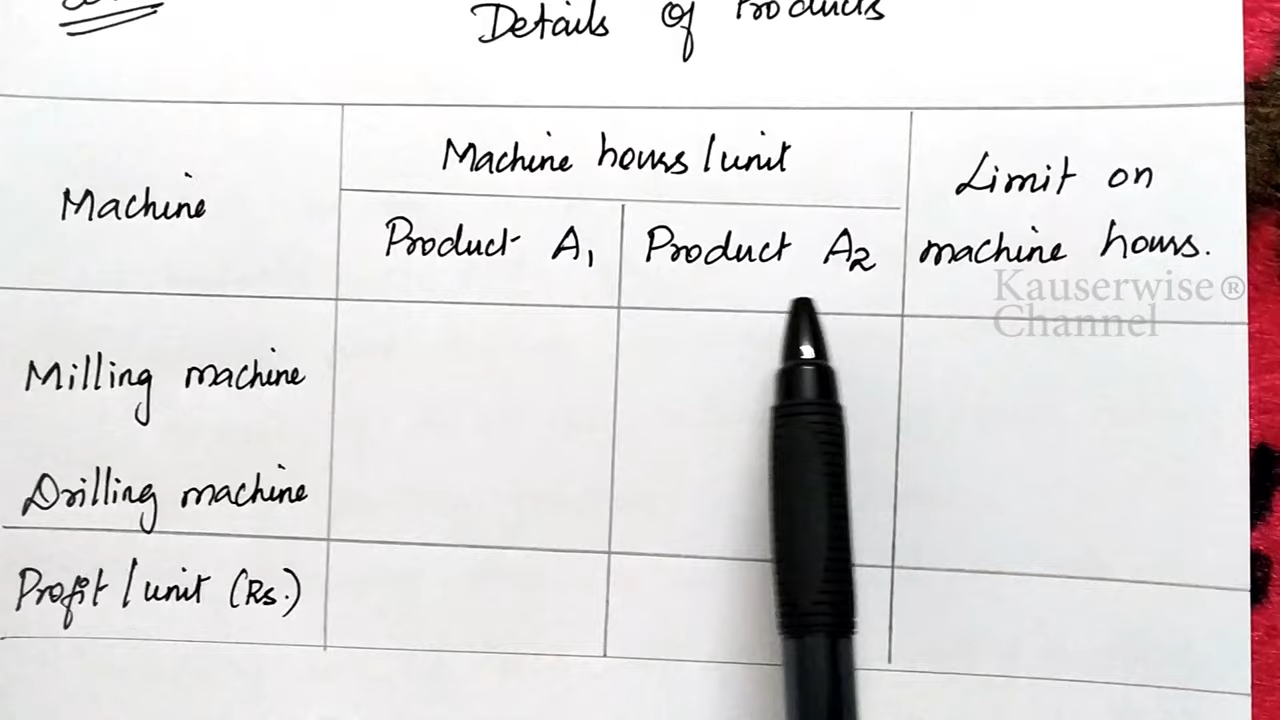 Details of Products
Machine
Machine hours / unit
Limit on
machine hours.
Product A1
Product A2
Kauserwise®
Channel
Milling machine
Drilling machine
Profit / unit (Rs.)